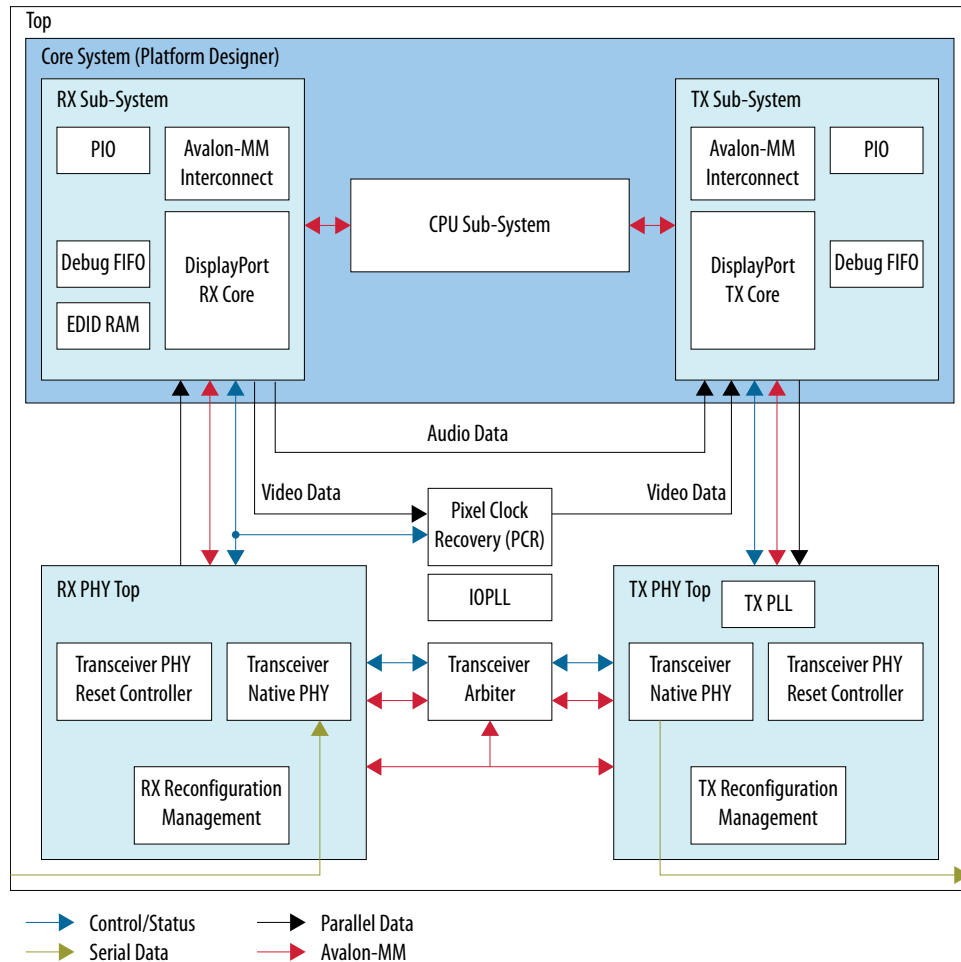 Top
Core System (Platform Designer)
RX Sub-System
PIO
Avalon-MM
Interconnect
Debug FIFO
DisplayPort
RX Core
EDID RAM
CPU Sub-System
TX Sub-System
Avalon-MM
Interconnect
PIO
DisplayPort
TX Core
Debug FIFO
Audio Data
Video Data
Pixel Clock
Recovery (PCR)
Video Data
IOPLL
RX PHY Top
Transceiver PHY
Reset Controller
Transceiver
Native PHY
RX Reconfiguration
Management
Transceiver
Arbiter
TX PHY Top
TX PLL
Transceiver
Native PHY
Transceiver PHY
Reset Controller
TX Reconfiguration
Management
Control/Status
Parallel Data
Serial Data
Avalon-MM